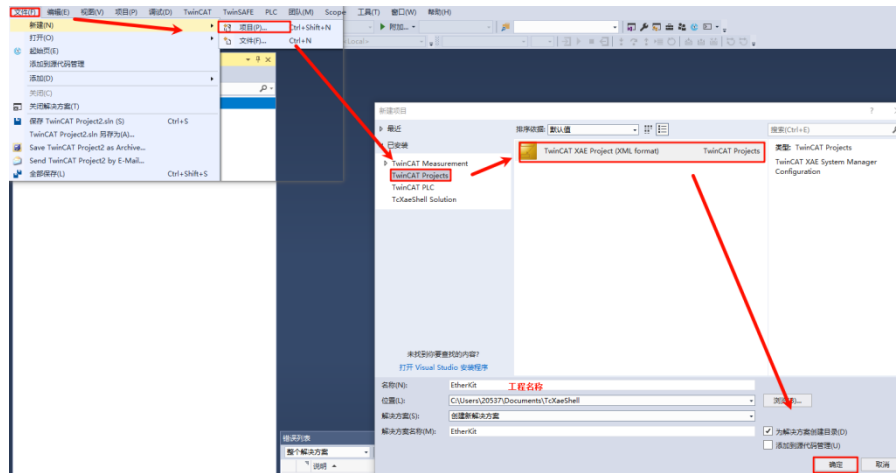 文件(F) 编辑(E) 视图(V) 项目(P) 调试(D) TwinCAT TwinSAFE PLC 团队(M) Scope 工具(T) 窗口(W) 帮助(H)
新建(N)
项目(P)... Ctrl+Shift+N
附加...
打开(O)
文件(F)... Ctrl+N
起始页(E)
添加到源代码管理
添加(D)
关闭(C)
关闭解决方案(T)
保存 TwinCAT Project2.sln (S) Ctrl+S
TwinCAT Project2.sln 另存为(A)...
Save TwinCAT Project2 as Archive...
Send TwinCAT Project2 by E-Mail...
全部保存(L) Ctrl+Shift+S
新建项目
最近
排序依据: 默认值
搜索(Ctrl+E)
已安装
TwinCAT Measurement
TwinCAT Projects
TwinCAT PLC
TcXaeShell Solution
TwinCAT XAE Project (XML format) TwinCAT Projects
类型: TwinCAT Projects
TwinCAT XAE System Manager
Configuration
未找到你要查找的内容?
打开 Visual Studio 安装程序
名称(N): EtherKit 工程名称
位置(L): C:\Users\20537\Documents\TcXaeShell
解决方案(S): 创建新解决方案
解决方案名称(M): EtherKit
为解决方案创建目录(D)
添加到源代码管理(U)
确定 取消
错误列表
整个解决方案
说明